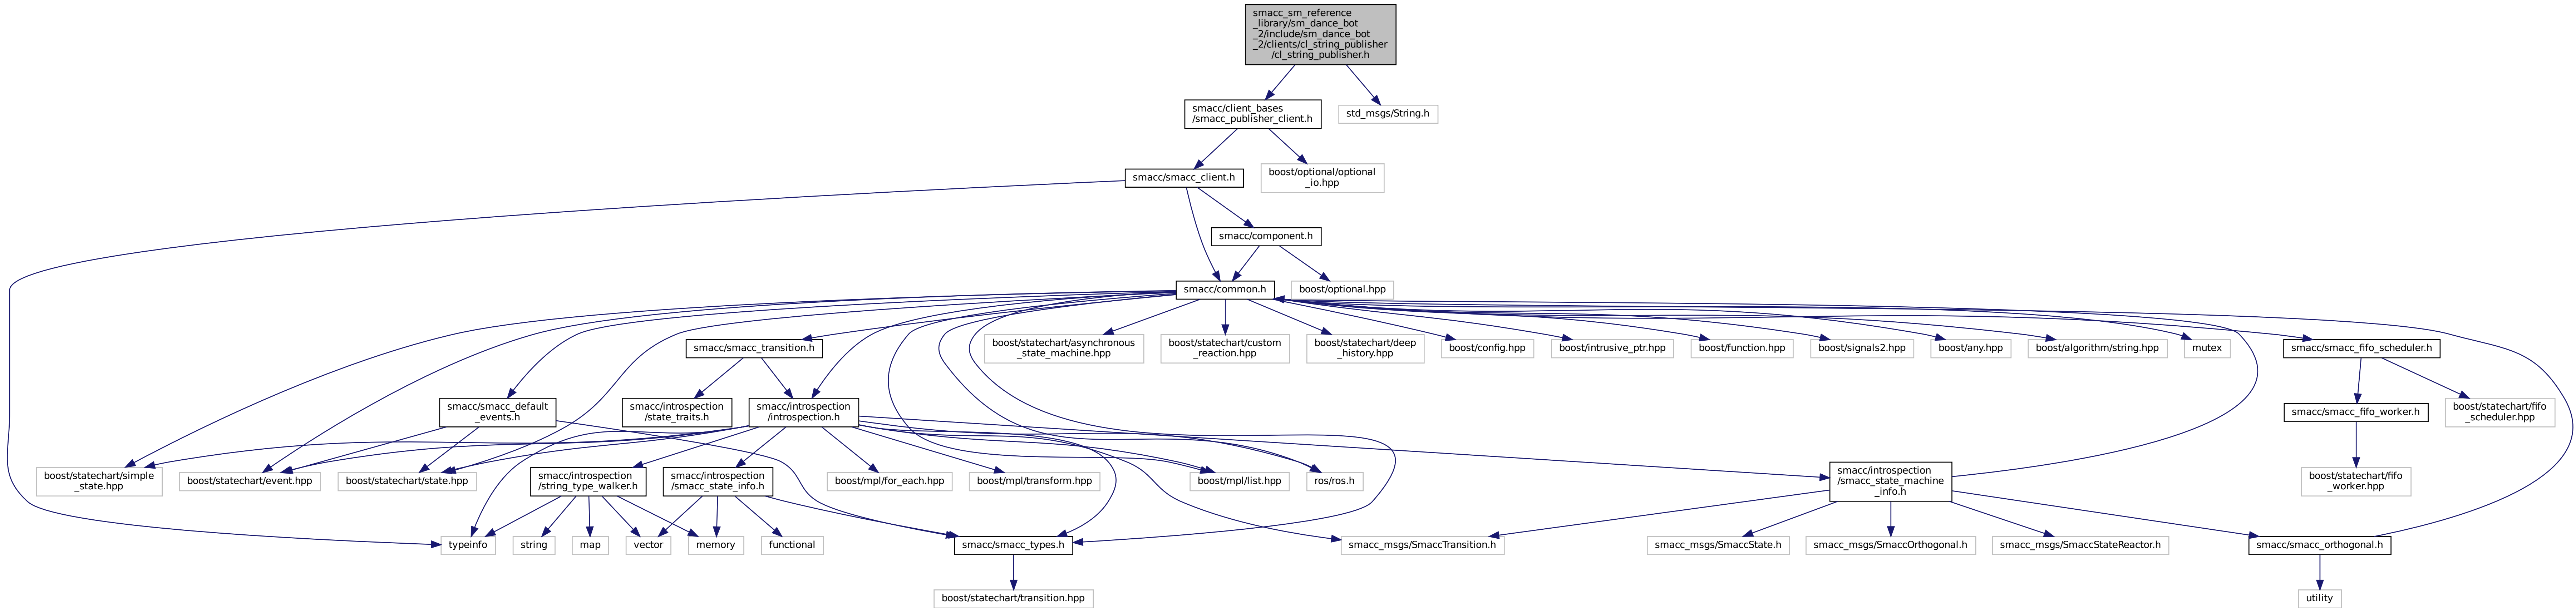 smacc_sm_reference
_library/sm_dance_bot
_2/include/sm_dance_bot
_2/clients/cl_string_publisher
/cl_string_publisher.h
smacc/client_bases
/smacc_publisher_client.h
std_msgs/String.h
smacc/smacc_client.h
boost/optional/optional
_io.hpp
smacc/component.h
smacc/common.h
boost/optional.hpp
smacc/smacc_transition.h
boost/statechart/asynchronous
_state_machine.hpp
boost/statechart/custom
_reaction.hpp
boost/statechart/deep
_history.hpp
boost/config.hpp
boost/intrusive_ptr.hpp
boost/function.hpp
boost/signals2.hpp
boost/any.hpp
boost/algorithm/string.hpp
mutex
smacc/smacc_fifo_scheduler.h
smacc/smacc_default
_events.h
smacc/introspection
/state_traits.h
smacc/introspection
/introspection.h
smacc/smacc_fifo_worker.h
boost/statechart/fifo
_scheduler.hpp
boost/statechart/simple
_state.hpp
boost/statechart/event.hpp
boost/statechart/state.hpp
smacc/introspection
/string_type_walker.h
smacc/introspection
/smacc_state_info.h
boost/mpl/for_each.hpp
boost/mpl/transform.hpp
boost/mpl/list.hpp
ros/ros.h
smacc/introspection
/smacc_state_machine
_info.h
boost/statechart/fifo
_worker.hpp
typeinfo
string
map
vector
memory
functional
smacc/smacc_types.h
smacc_msgs/SmaccTransition.h
smacc_msgs/SmaccState.h
smacc_msgs/SmaccOrthogonal.h
smacc_msgs/SmaccStateReactor.h
smacc/smacc_orthogonal.h
boost/statechart/transition.hpp
utility